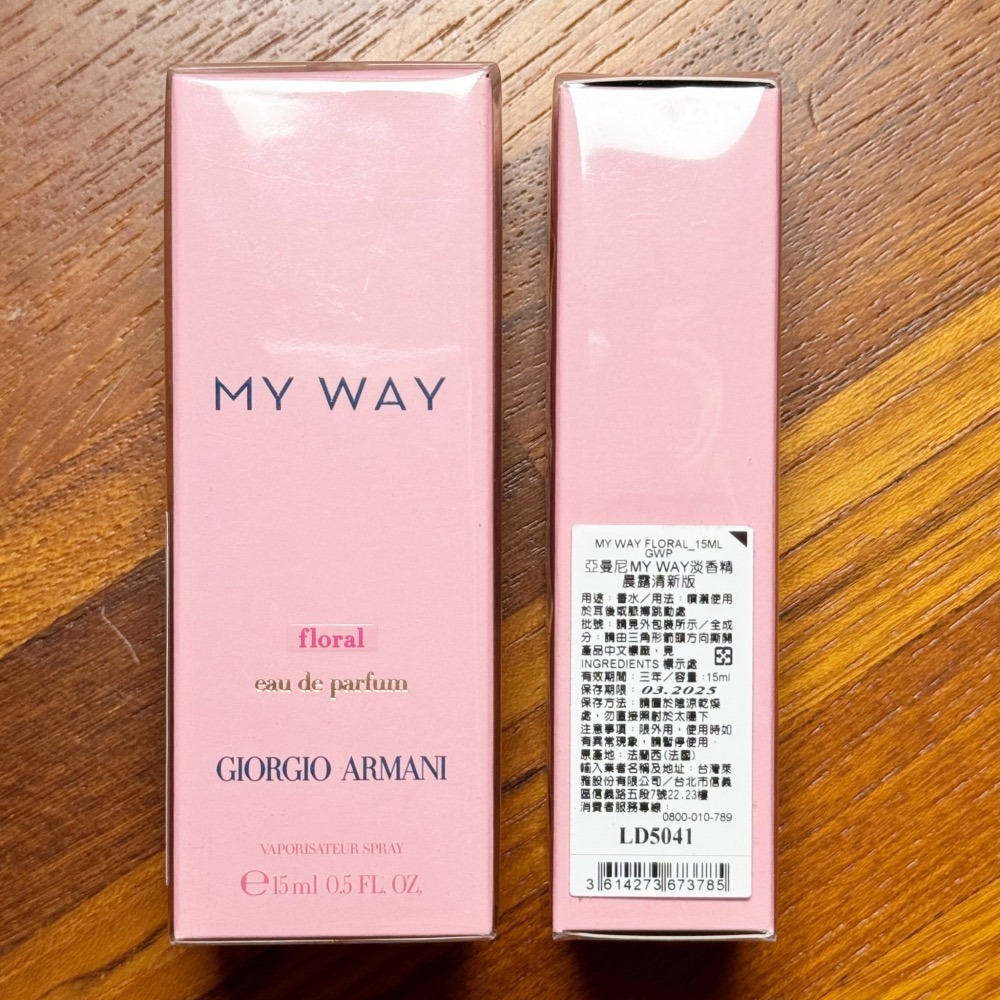 MY WAY
floral
eau de parfum
GIORGIO ARMANI
VAPORISATEUR SPRAY
℮ 15 ml 0.5 FL. OZ.
MY WAY FLORAL_15ML
GWP
亞曼尼MY WAY淡香精
晨露清新版
用途：香水／用法：噴灑使用
於耳後或脈搏跳動處
批號：請見外包裝所示／全成
分：請由三角形箭頭方向撕開
產品中文標籤，見
INGREDIENTS 標示處
有效期間：三年／容量：15ml
保存期限：03.2025
保存方法：請置於陰涼乾燥
處，勿直接照射於太陽下
注意事項：限外用，使用時如
有異常現象，請暫停使用。
原產地：法蘭西(法國)
輸入業者名稱及地址：台灣萊
雅股份有限公司／台北市信義
區信義路五段7號22.23樓
消費者服務專線：
0800-010-789
LD5041
3 614273 673785